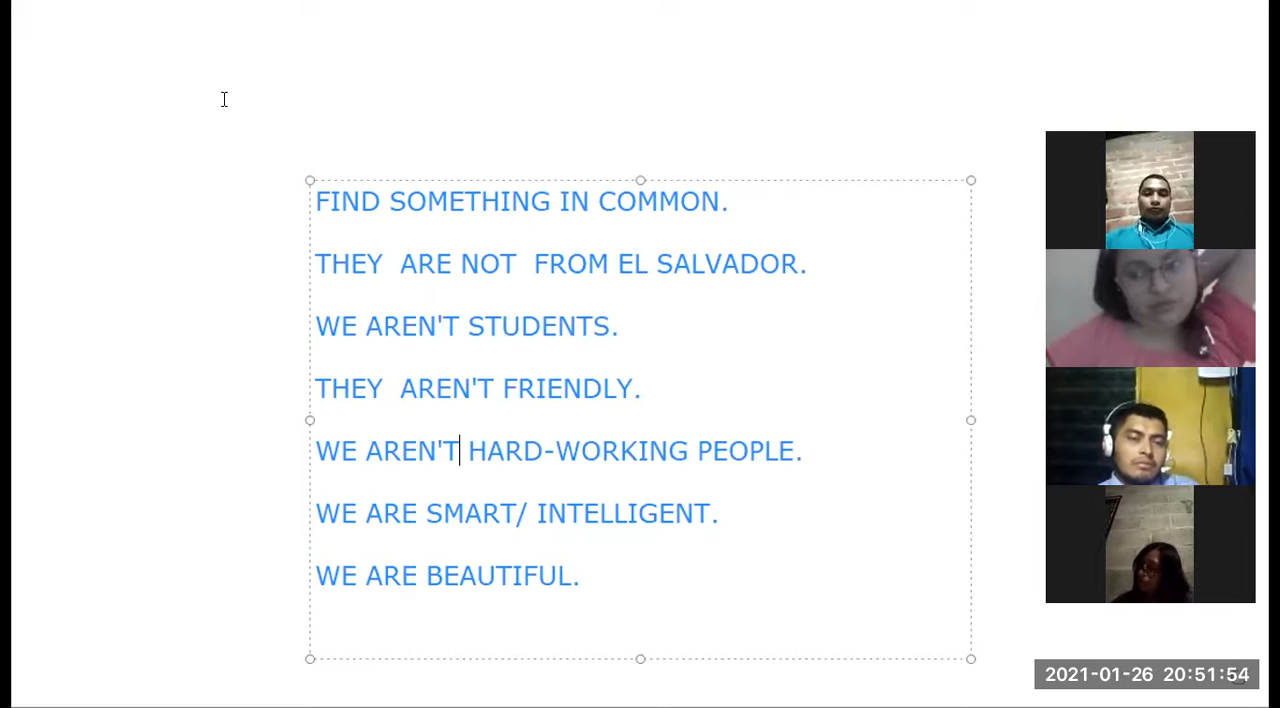 FIND SOMETHING IN COMMON.
THEY  ARE NOT  FROM EL SALVADOR.
WE AREN'T STUDENTS.
THEY  AREN'T FRIENDLY.
WE AREN'T HARD-WORKING PEOPLE.
WE ARE SMART/ INTELLIGENT.
WE ARE BEAUTIFUL.
2021-01-26 20:51:54